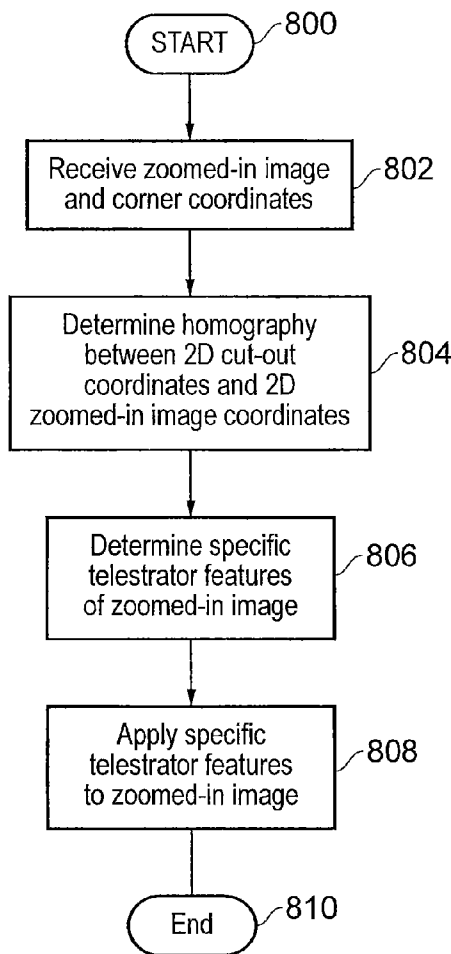 START
800
Receive zoomed-in image
and corner coordinates
802
Determine homography
between 2D cut-out
coordinates and 2D
zoomed-in image coordinates
804
Determine specific
telestrator features
of zoomed-in image
806
Apply specific
telestrator features
to zoomed-in image
808
End
810